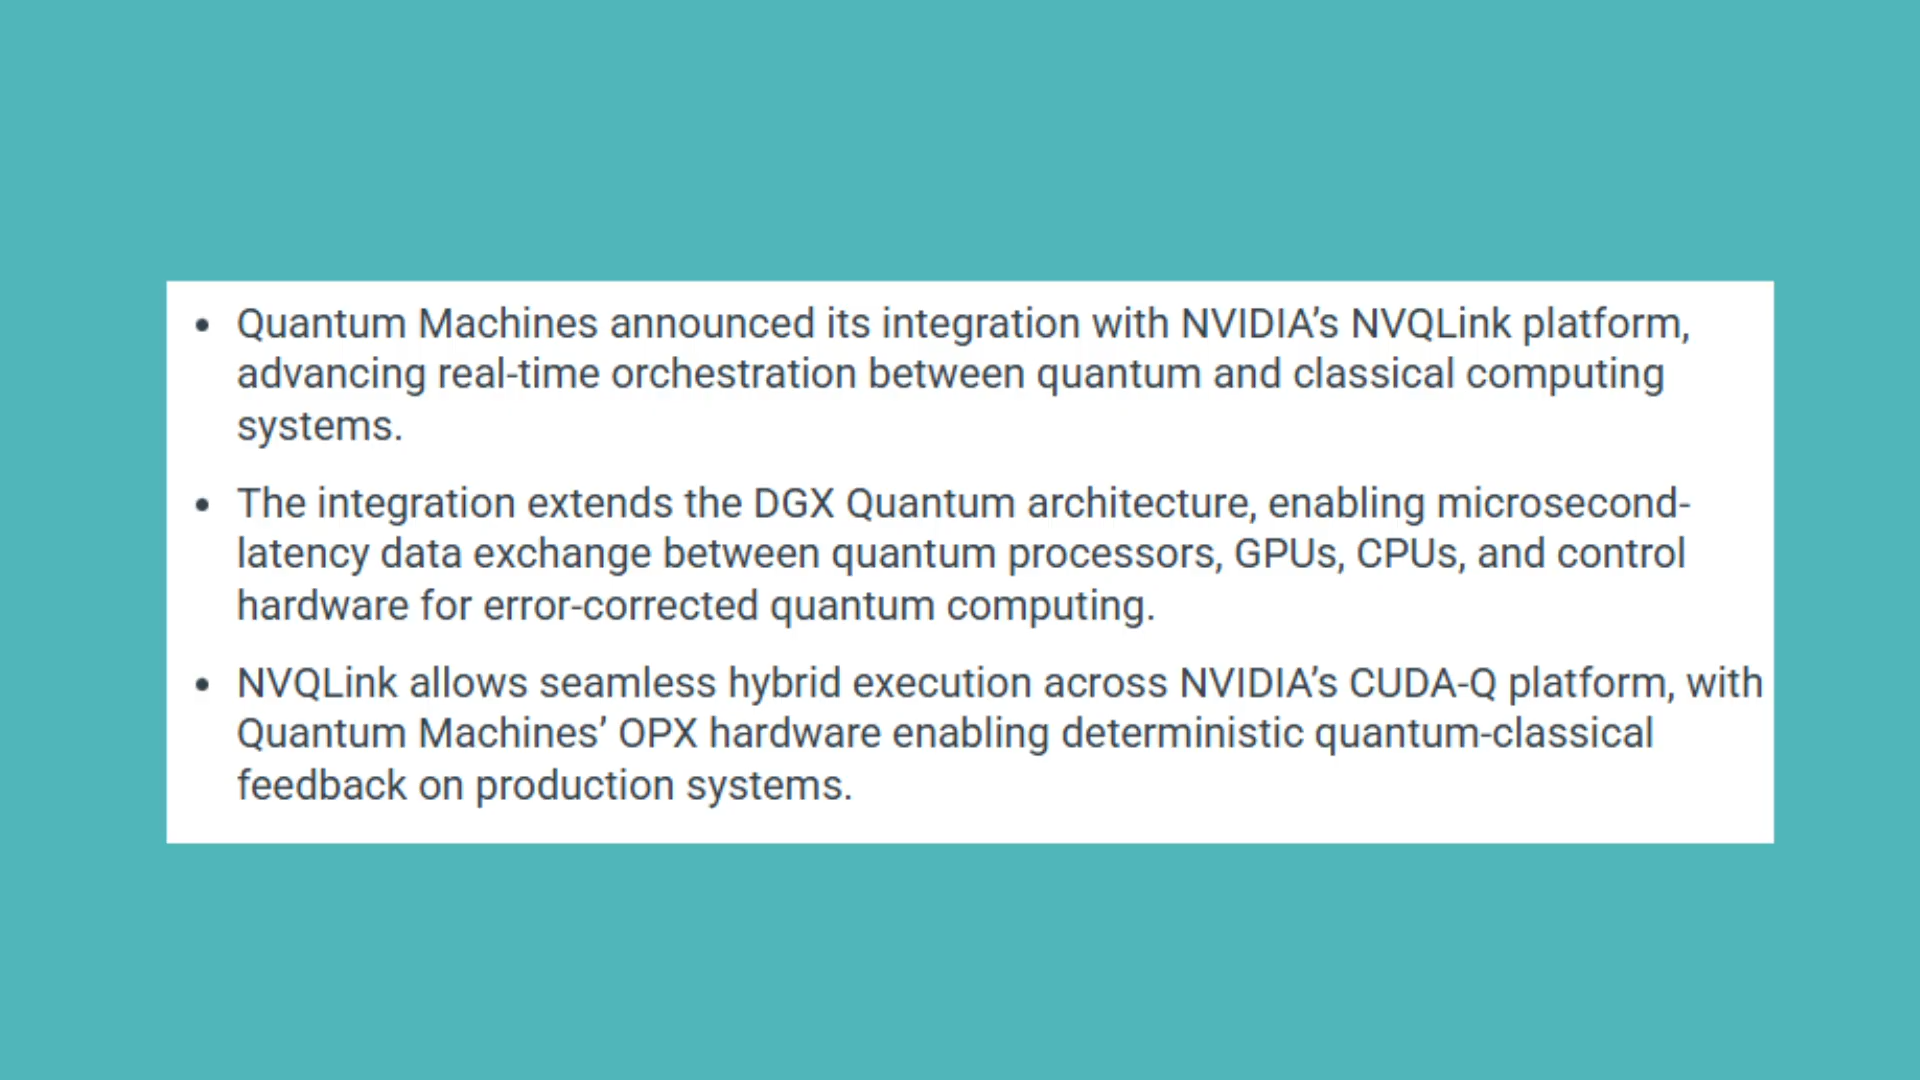 • Quantum Machines announced its integration with NVIDIA’s NVQLink platform,
advancing real-time orchestration between quantum and classical computing
systems.
• The integration extends the DGX Quantum architecture, enabling microsecond-
latency data exchange between quantum processors, GPUs, CPUs, and control
hardware for error-corrected quantum computing.
• NVQLink allows seamless hybrid execution across NVIDIA’s CUDA-Q platform, with
Quantum Machines’ OPX hardware enabling deterministic quantum-classical
feedback on production systems.